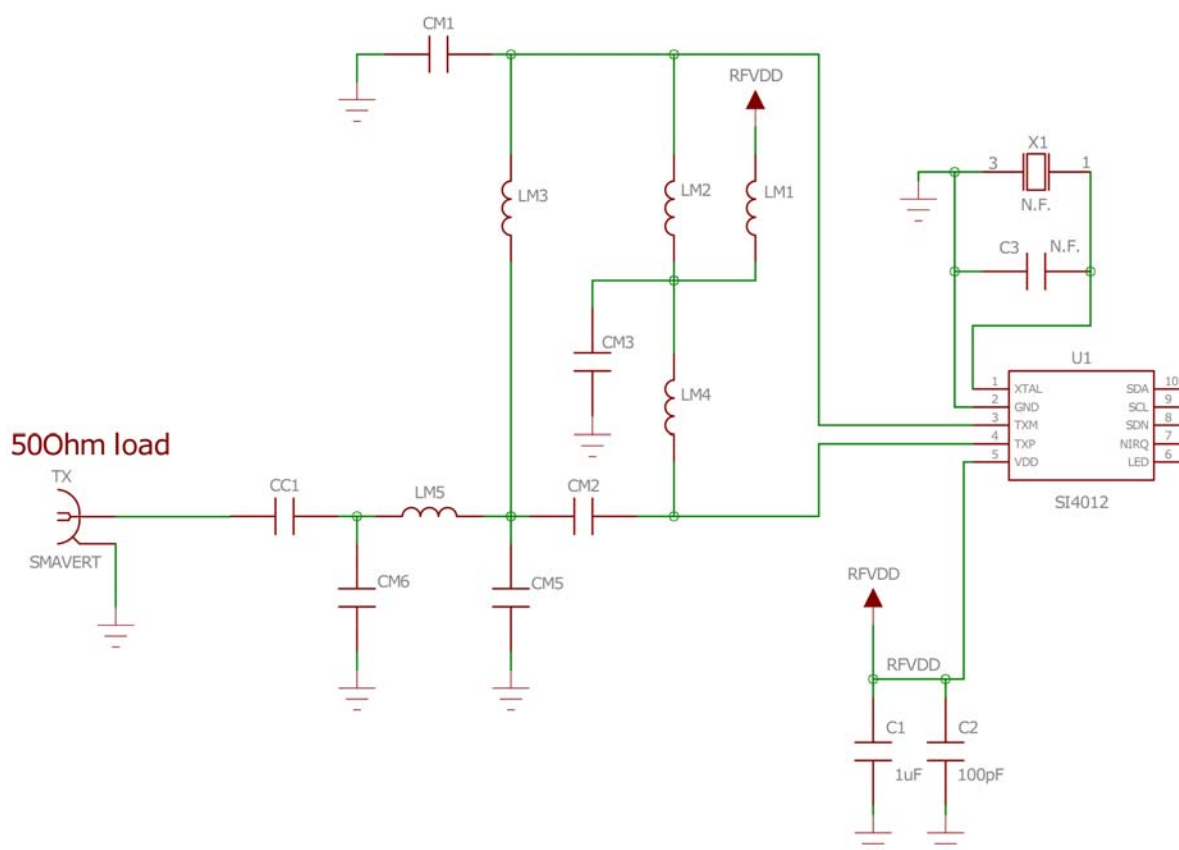 CM1
RFVDD
X1
3
1
LM3
LM2
LM1
N.F.
C3
N.F.
CM3
U1
LM4
1
XTAL
SDA
10
2
GND
SCL
9
3
TXM
SDN
8
4
TXP
NIRQ
7
5
VDD
LED
6
SI4012
50Ohm load
TX
CC1
LM5
CM2
SMAVERT
CM6
CM5
RFVDD
RFVDD
C1
C2
1uF
100pF